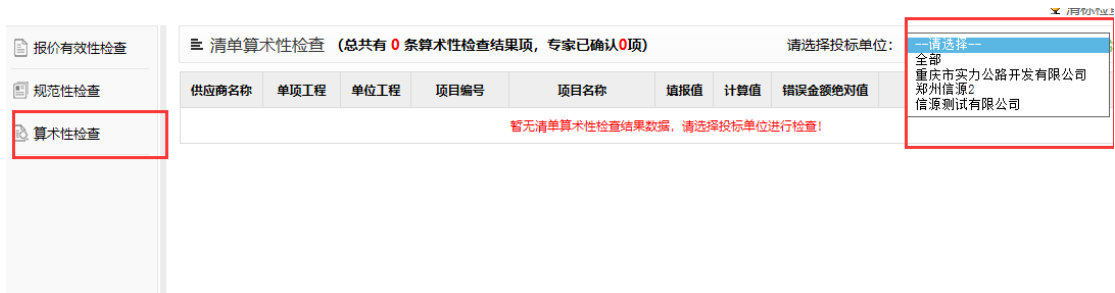 报价有效性检查
规范性检查
算术性检查
清单算术性检查 (总共有 0 条算术性检查结果项，专家已确认0项)
请选择投标单位：
--请选择--
全部
重庆市实力公路开发有限公司
郑州信源2
信源测试有限公司
供应商名称 单项工程 单位工程 项目编号 项目名称 填报值 计算值 错误金额绝对值
暂无清单算术性检查结果数据，请选择投标单位进行检查!